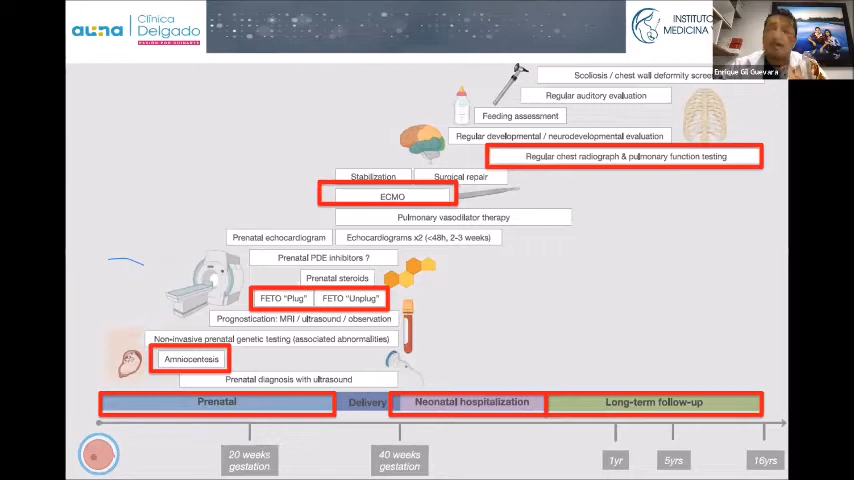 auna
Clínica
Delgado
PASIÓN POR CUIDARTE
INSTITUTO
MEDICINA Y
Enrique Gil Guevara
Scoliosis / chest wall deformity
Regular auditory evaluation
Feeding assessment
Regular developmental / neurodevelopmental evaluation
Regular chest radiograph & pulmonary function testing
Stabilization
Surgical repair
ECMO
Pulmonary vasodilator therapy
Prenatal echocardiogram
Echocardiograms x2 (<48h, 2-3 weeks)
Prenatal PDE inhibitors ?
Prenatal steroids
FETO “Plug”
FETO “Unplug”
Prognostication: MRI / ultrasound / observation
Non-invasive prenatal genetic testing (associated abnormalities)
Amniocentesis
Prenatal diagnosis with ultrasound
Prenatal
Delivery
Neonatal hospitalization
Long-term follow-up
20 weeks
gestation
40 weeks
gestation
1yr
5yrs
16yrs